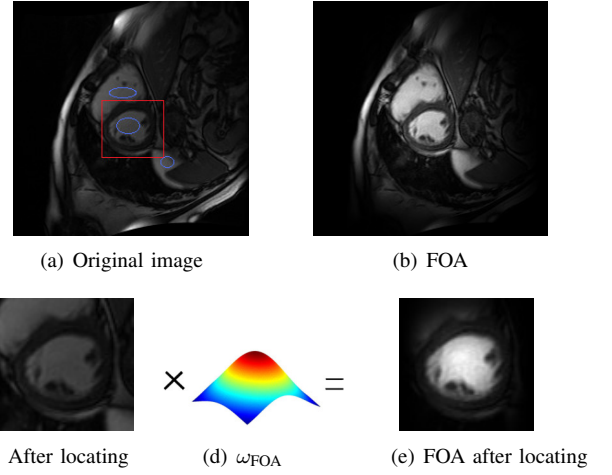 (a) Original image
(b) FOA
× =
After locating
(d) ωFOA
(e) FOA after locating